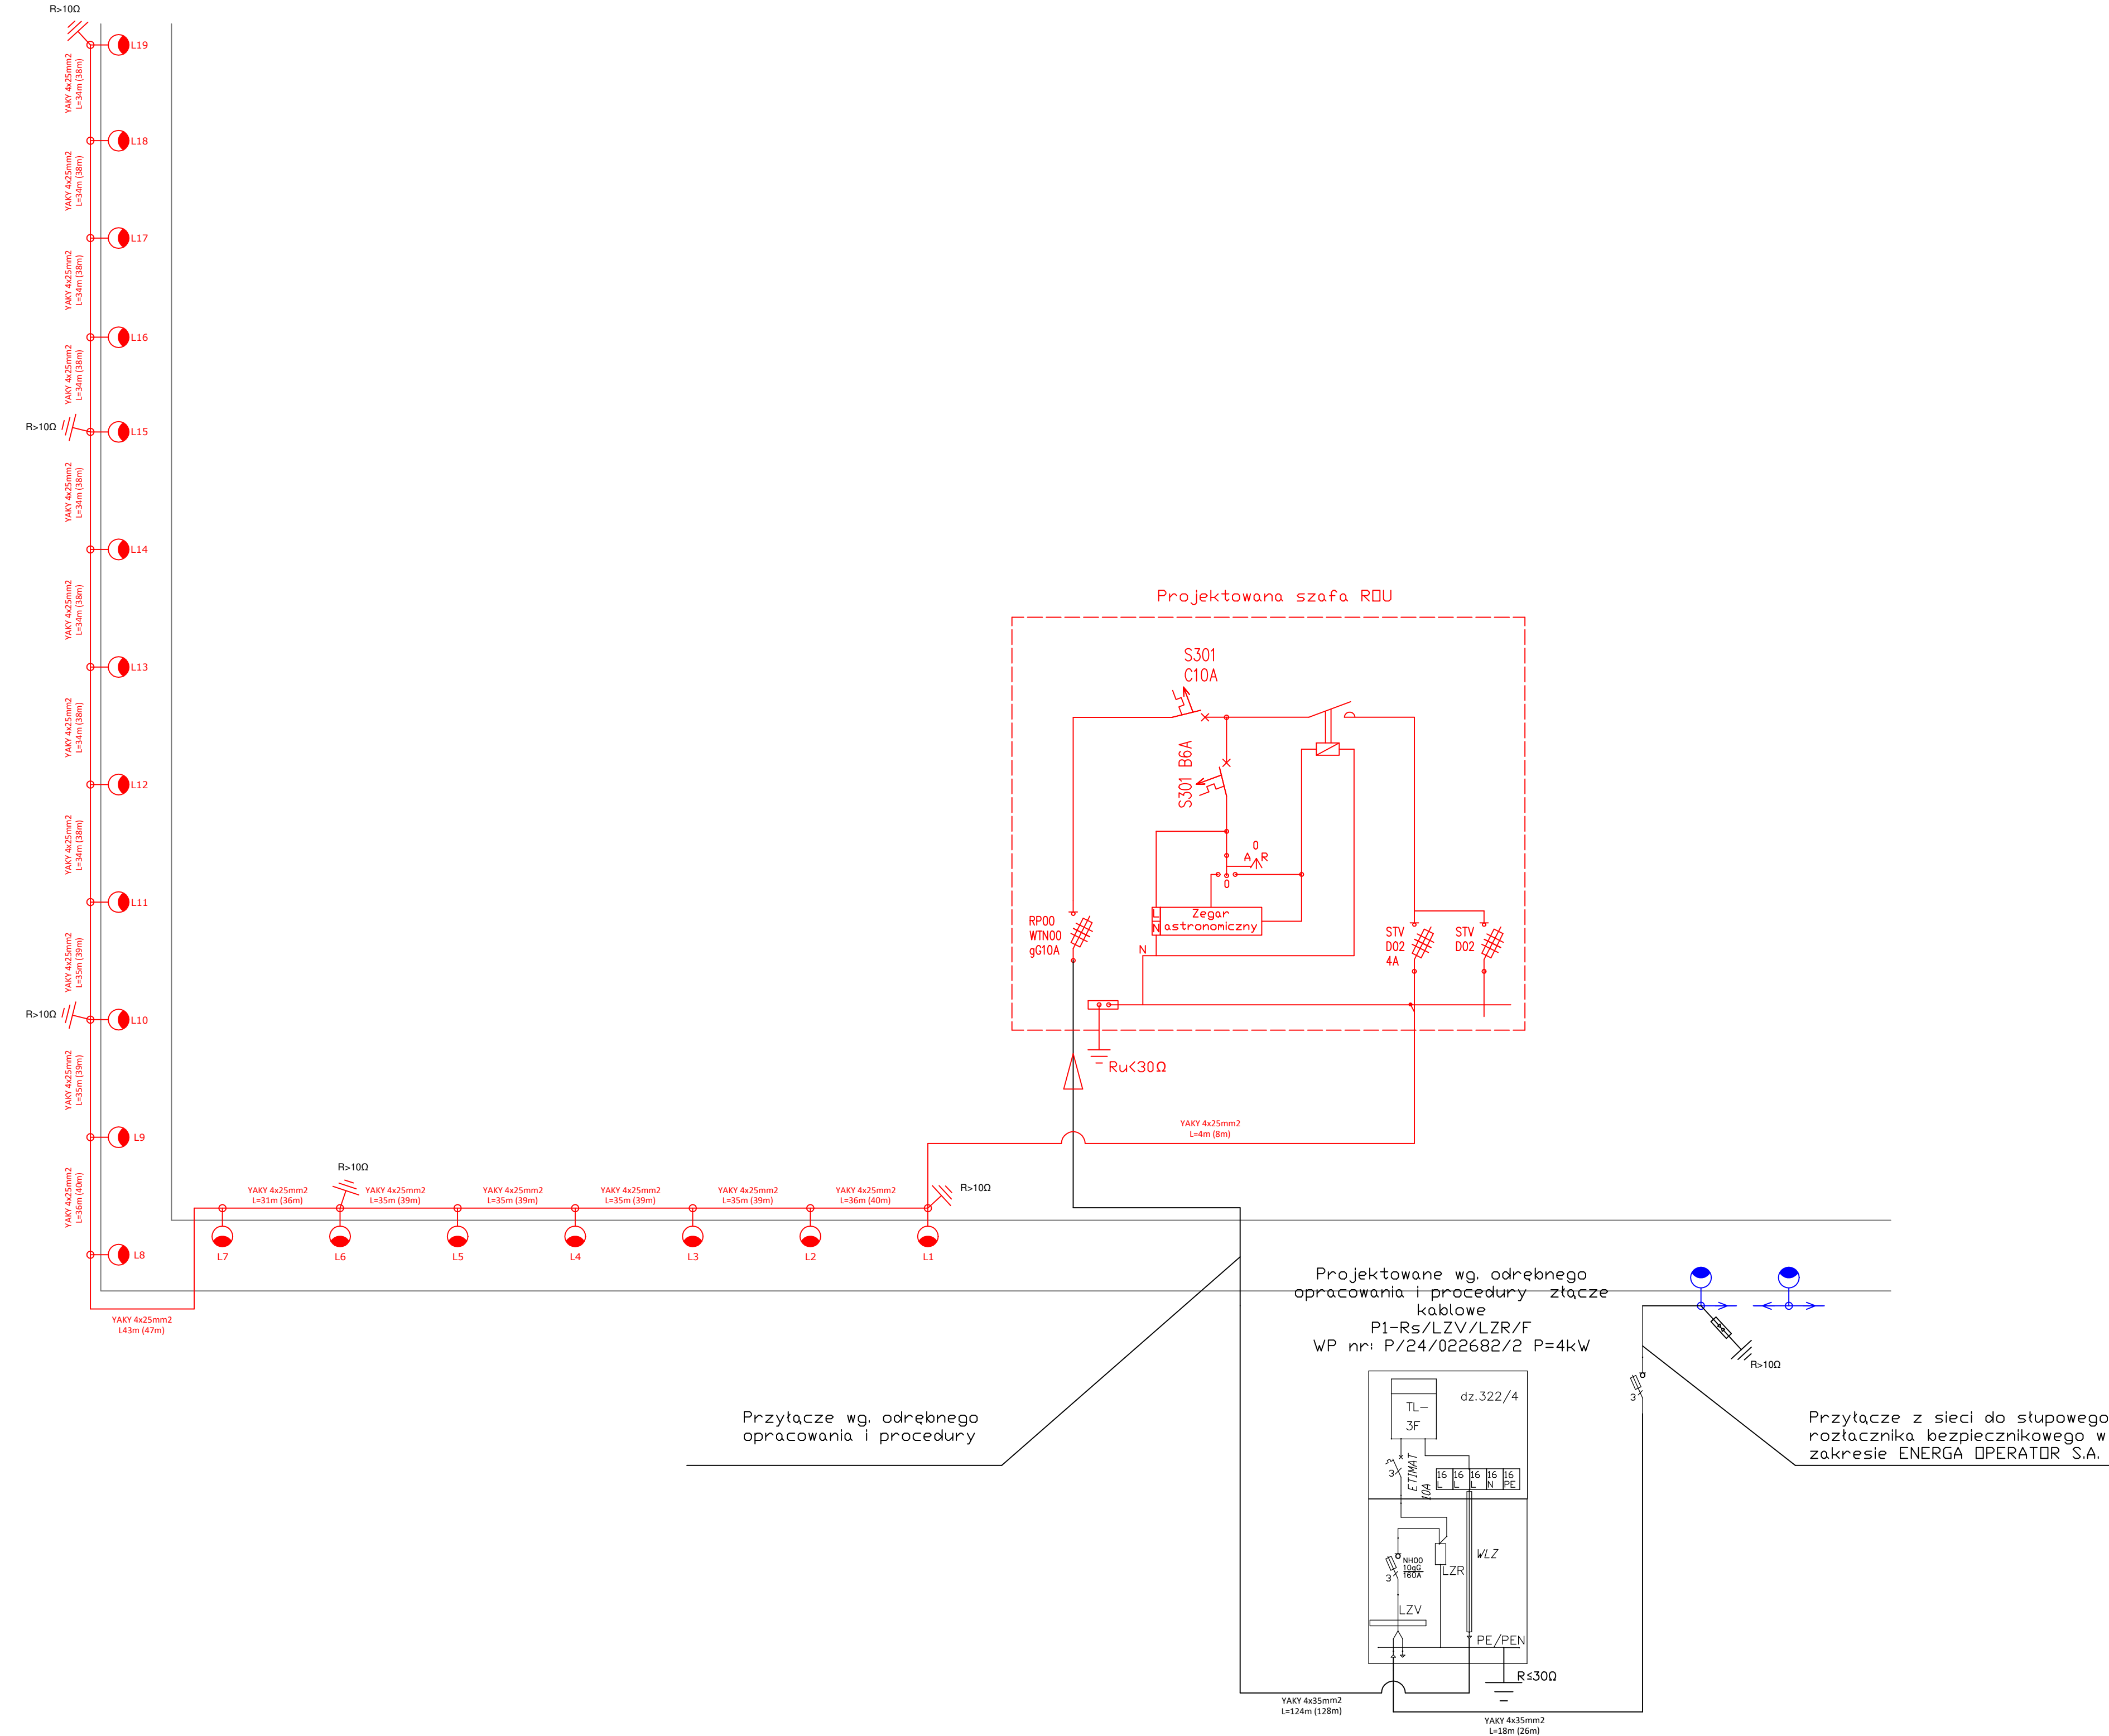 R>10Ω
L19
YAKY 4x25mm2
L=34m (38m)
L18
YAKY 4x25mm2
L=34m (38m)
L17
YAKY 4x25mm2
L=34m (38m)
L16
YAKY 4x25mm2
L=34m (38m)
R>10Ω
L15
YAKY 4x25mm2
L=34m (38m)
L14
YAKY 4x25mm2
L=34m (38m)
L13
YAKY 4x25mm2
L=34m (38m)
L12
YAKY 4x25mm2
L=34m (38m)
L11
YAKY 4x25mm2
L=35m (39m)
R>10Ω
L10
YAKY 4x25mm2
L=35m (39m)
L9
YAKY 4x25mm2
L=36m (40m)
L8
YAKY 4x25mm2
L43m (47m)
L7
YAKY 4x25mm2
L=31m (36m)
R>10Ω
L6
YAKY 4x25mm2
L=35m (39m)
L5
YAKY 4x25mm2
L=35m (39m)
L4
YAKY 4x25mm2
L=35m (39m)
L3
YAKY 4x25mm2
L=35m (39m)
L2
YAKY 4x25mm2
L=36m (40m)
L1
R>10Ω
YAKY 4x25mm2
L=4m (8m)
Projektowana szafa ROU
S301
C10A
S301 B6A
0
A R
0
L
N
Zegar
astronomiczny
N
RP00
WTN00
gG10A
STV
D02
4A
STV
D02
Ru<30Ω
Projektowane wg. odrębnego
opracowania i procedury złącze
kablowe
P1-Rs/LZV/LZR/F
WP nr: P/24/022682/2 P=4kW
dz.322/4
TL-
3F
3
ETIMAT
10A
16 16 16 16 16
L L L N PE
NH00
10gG
160A
3
LZR
WLZ
LZV
PE/PEN
R≤30Ω
YAKY 4x35mm2
L=124m (128m)
YAKY 4x35mm2
L=18m (26m)
Przyłącze wg. odrębnego
opracowania i procedury
R>10Ω
3
Przyłącze z sieci do słupowego
rozłacznika bezpiecznikowego w
zakresie ENERGA OPERATOR S.A.